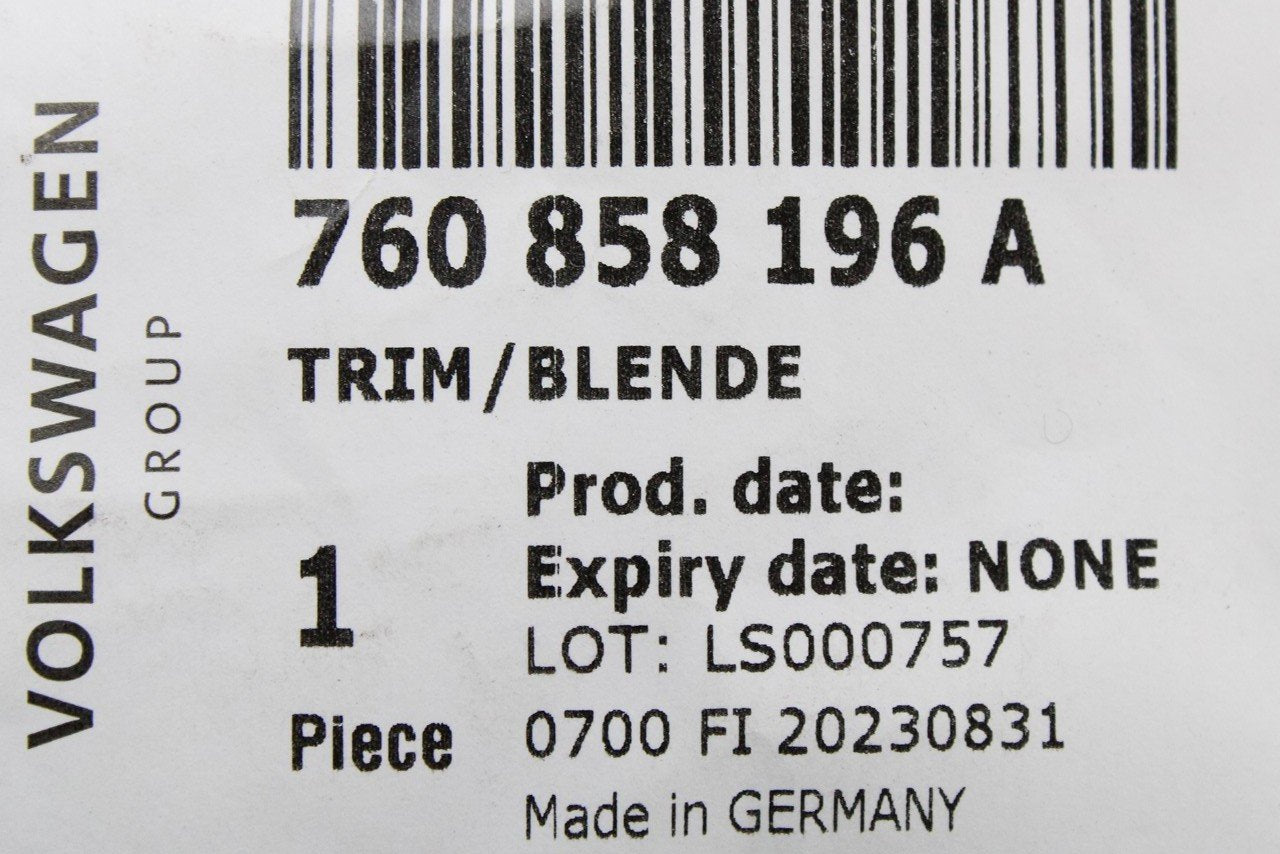 VOLKSWAGEN
GROUP
760 858 196 A
TRIM/BLENDE
Prod. date:
Expiry date: NONE
1
LOT: LS000757
Piece
0700 FI 20230831
Made in GERMANY